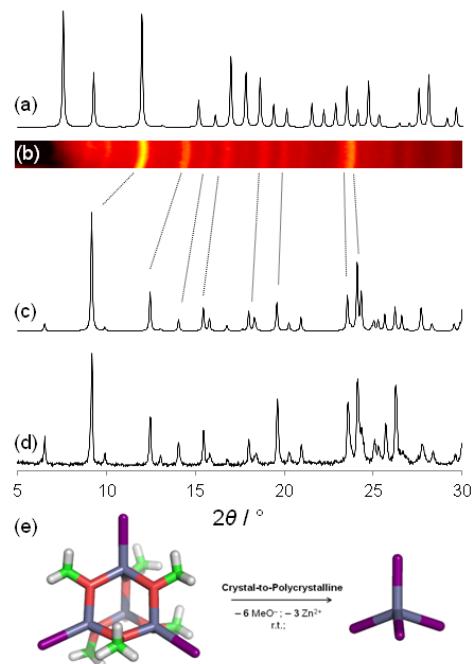 (a)
(b)
(c)
(d)
5 10 15 20 25 30
2θ / °
(e)
Crystal-to-Polycrystalline
– 6 MeO⁻; – 3 Zn²⁺
r.t.;